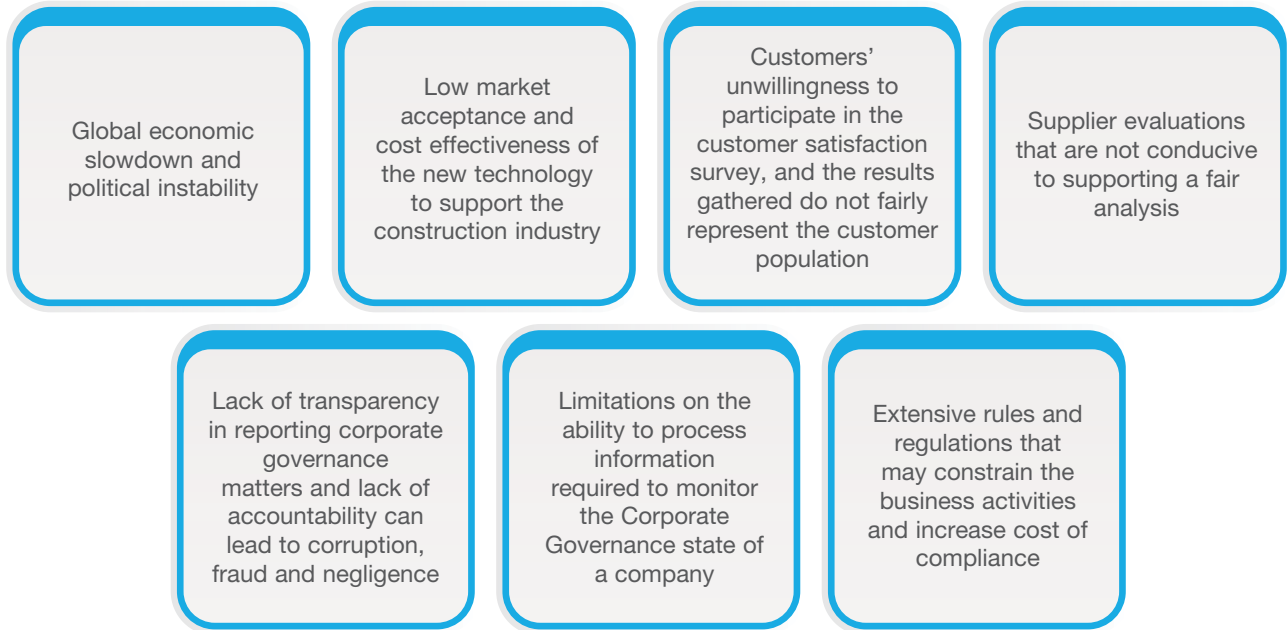 Global economic
slowdown and
political instability
Low market
acceptance and
cost effectiveness of
the new technology
to support the
construction industry
Customers’
unwillingness to
participate in the
customer satisfaction
survey, and the results
gathered do not fairly
represent the customer
population
Supplier evaluations
that are not conducive
to supporting a fair
analysis
Lack of transparency
in reporting corporate
governance
matters and lack of
accountability can
lead to corruption,
fraud and negligence
Limitations on the
ability to process
information
required to monitor
the Corporate
Governance state of
a company
Extensive rules and
regulations that
may constrain the
business activities
and increase cost of
compliance